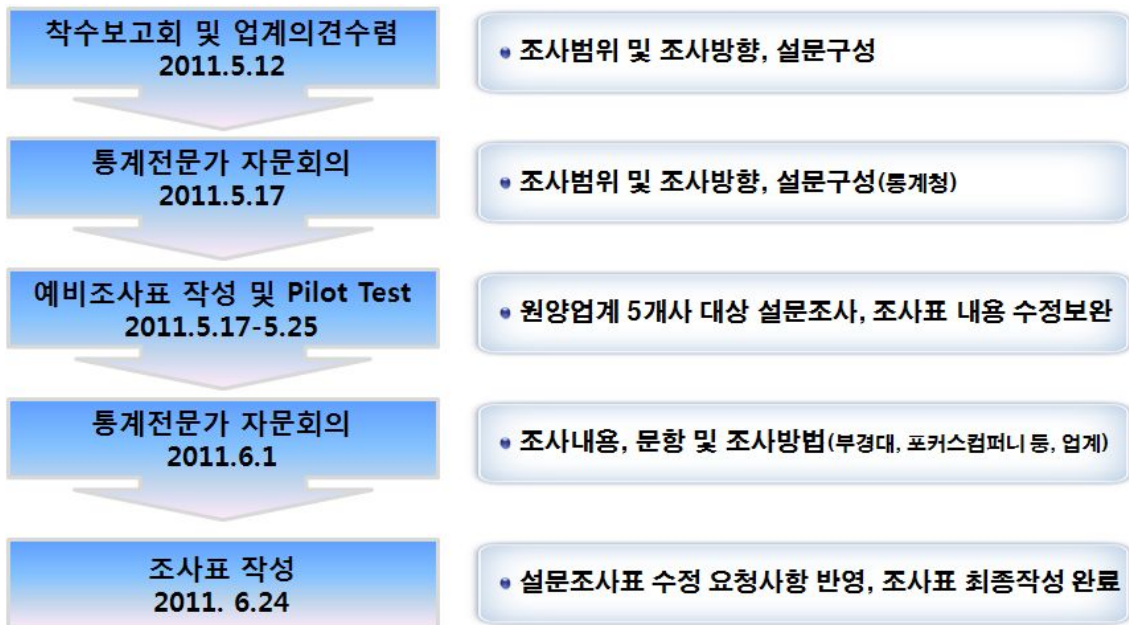 착수보고회 및 업계의견수렴
2011.5.12
• 조사범위 및 조사방향, 설문구성
통계전문가 자문회의
2011.5.17
• 조사범위 및 조사방향, 설문구성(통계청)
예비조사표 작성 및 Pilot Test
2011.5.17-5.25
• 원양업계 5개사 대상 설문조사, 조사표 내용 수정보완
통계전문가 자문회의
2011.6.1
• 조사내용, 문항 및 조사방법(부경대, 포커스컴퍼니 등, 업계)
조사표 작성
2011. 6.24
• 설문조사표 수정 요청사항 반영, 조사표 최종작성 완료